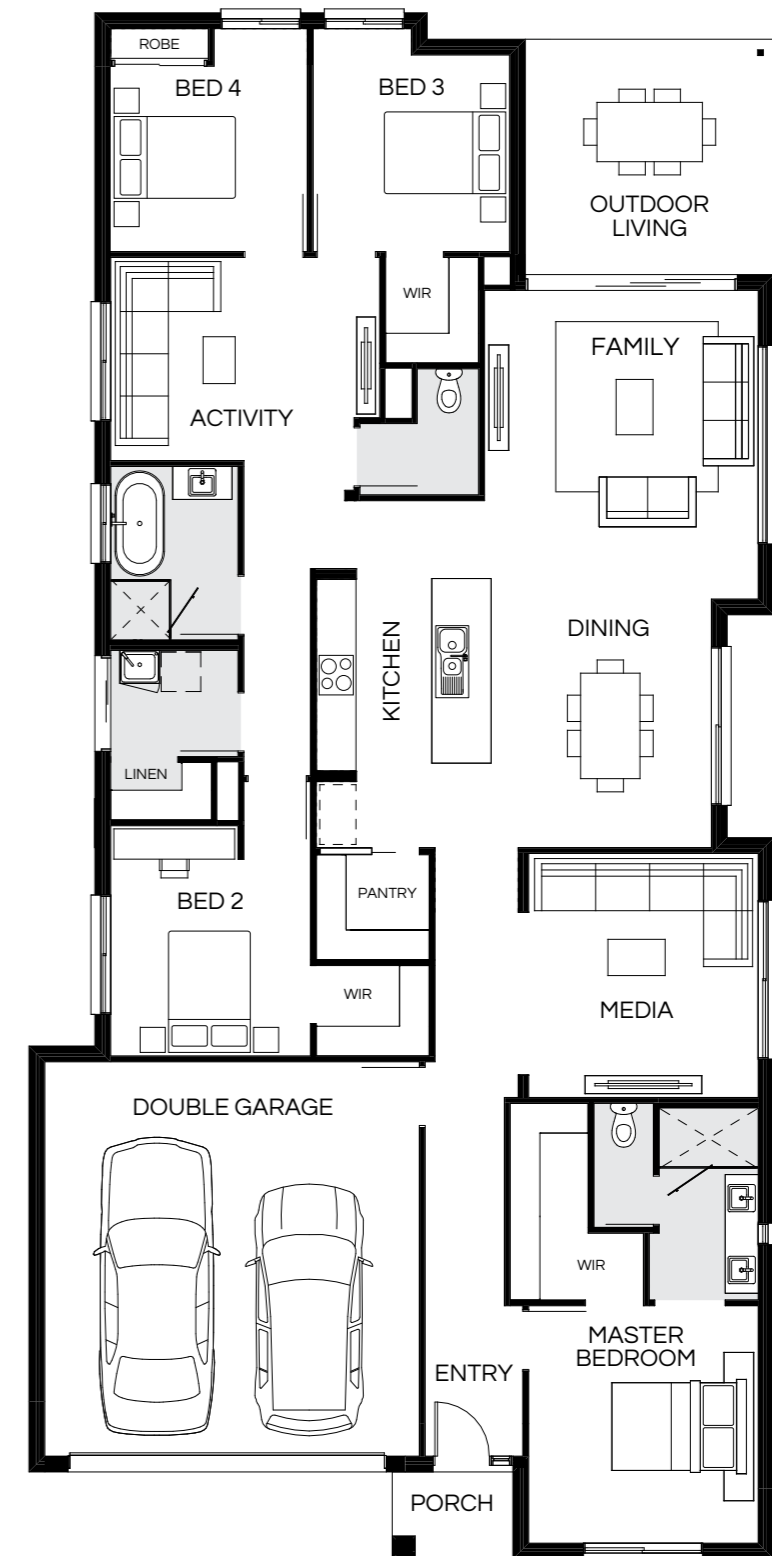 ROBE
BED 4
BED 3
OUTDOOR
LIVING
WIR
FAMILY
ACTIVITY
KITCHEN
DINING
LINEN
PANTRY
BED 2
WIR
MEDIA
DOUBLE GARAGE
WIR
MASTER
BEDROOM
ENTRY
PORCH